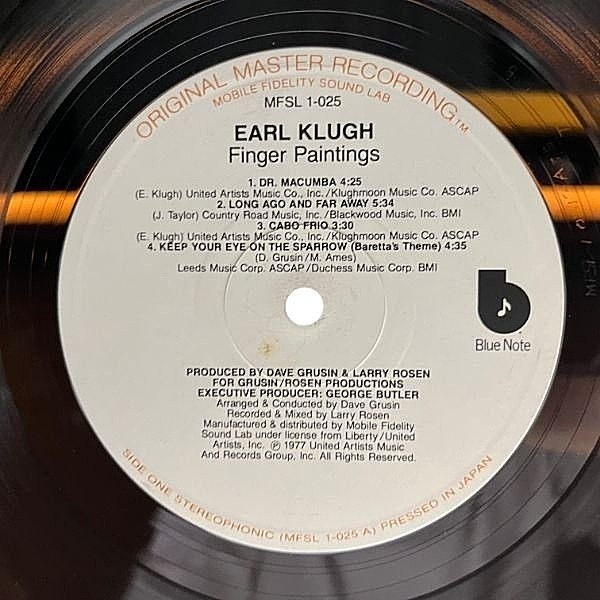 ORIGINAL MASTER RECORDING™
MOBILE FIDELITY SOUND LAB
MFSL 1-025
EARL KLUGH
Finger Paintings
1. DR. MACUMBA 4:25
(E. Klugh) United Artists Music Co., Inc./Klughmoon Music Co. ASCAP
2. LONG AGO AND FAR AWAY 5:34
(J. Taylor) Country Road Music, Inc./Blackwood Music, Inc. BMI
3. CABO FRIO 3:30
(E. Klugh) United Artists Music Co., Inc./Klughmoon Music Co. ASCAP
4. KEEP YOUR EYE ON THE SPARROW (Baretta's Theme) 4:35
(D. Grusin/M. Ames)
Leeds Music Corp. ASCAP/Duchess Music Corp. BMI
b
Blue Note
PRODUCED BY DAVE GRUSIN & LARRY ROSEN
FOR GRUSIN/ROSEN PRODUCTIONS
EXECUTIVE PRODUCER: GEORGE BUTLER
Arranged & Conducted by Dave Grusin
Recorded & Mixed by Larry Rosen
Manufactured & distributed by Mobile Fidelity
Sound Lab under license from Liberty/United
Artists, Inc. ℗ 1977 United Artists Music
And Records Group, Inc. All Rights Reserved.
SIDE ONE STEREOPHONIC (MFSL 1-025 A) PRESSED IN JAPAN